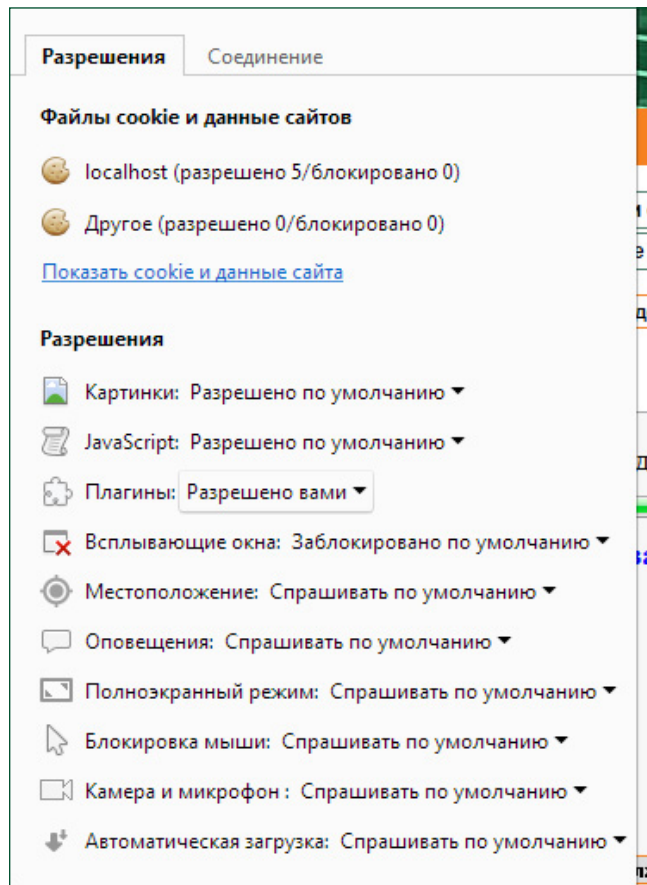 Разрешения Соединение
Файлы cookie и данные сайтов
localhost (разрешено 5/блокировано 0)
Другое (разрешено 0/блокировано 0)
Показать cookie и данные сайта
Разрешения
Картинки: Разрешено по умолчанию
JavaScript: Разрешено по умолчанию
Плагины: Разрешено вами
Всплывающие окна: Заблокировано по умолчанию
Местоположение: Спрашивать по умолчанию
Оповещения: Спрашивать по умолчанию
Полноэкранный режим: Спрашивать по умолчанию
Блокировка мыши: Спрашивать по умолчанию
Камера и микрофон : Спрашивать по умолчанию
Автоматическая загрузка: Спрашивать по умолчанию